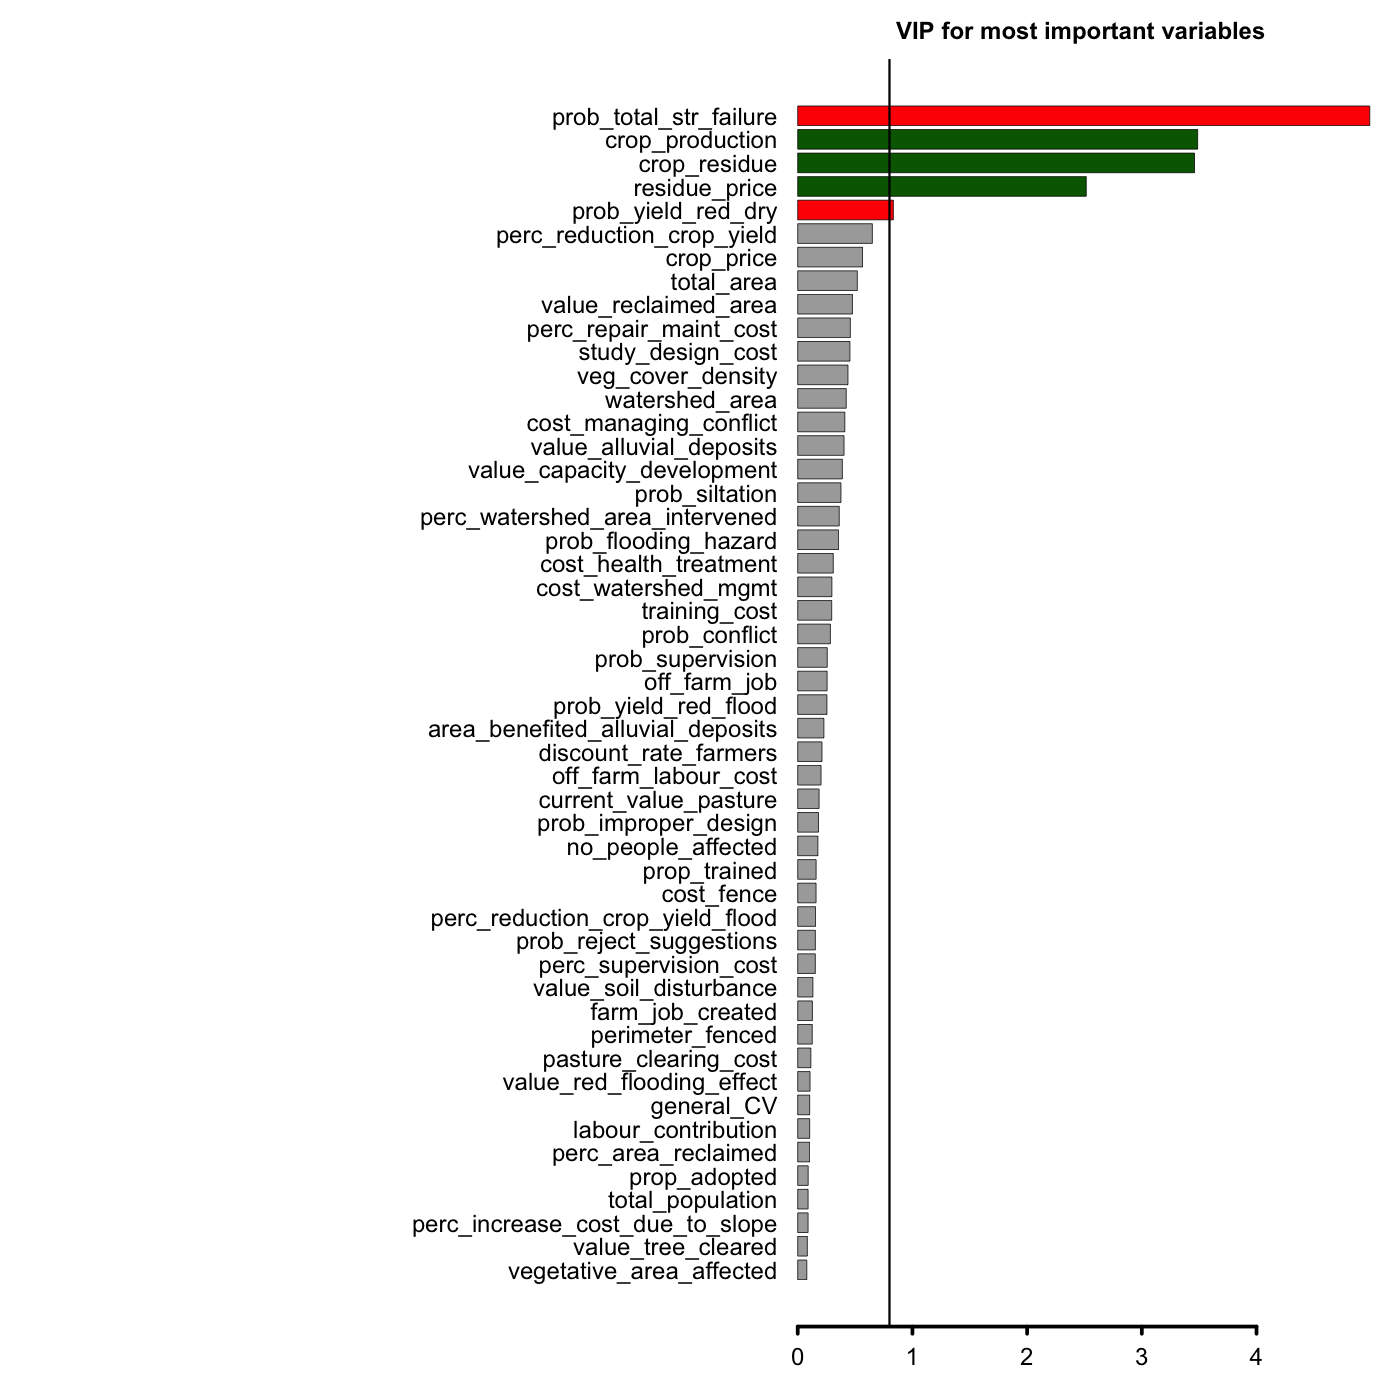 VIP for most important variables
prob_total_str_failure
crop_production
crop_residue
residue_price
prob_yield_red_dry
perc_reduction_crop_yield
crop_price
total_area
value_reclaimed_area
perc_repair_maint_cost
study_design_cost
veg_cover_density
watershed_area
cost_managing_conflict
value_alluvial_deposits
value_capacity_development
prob_siltation
perc_watershed_area_intervened
prob_flooding_hazard
cost_health_treatment
cost_watershed_mgmt
training_cost
prob_conflict
prob_supervision
off_farm_job
prob_yield_red_flood
area_benefited_alluvial_deposits
discount_rate_farmers
off_farm_labour_cost
current_value_pasture
prob_improper_design
no_people_affected
prop_trained
cost_fence
perc_reduction_crop_yield_flood
prob_reject_suggestions
perc_supervision_cost
value_soil_disturbance
farm_job_created
perimeter_fenced
pasture_clearing_cost
value_red_flooding_effect
general_CV
labour_contribution
perc_area_reclaimed
prop_adopted
total_population
perc_increase_cost_due_to_slope
value_tree_cleared
vegetative_area_affected
0 1 2 3 4